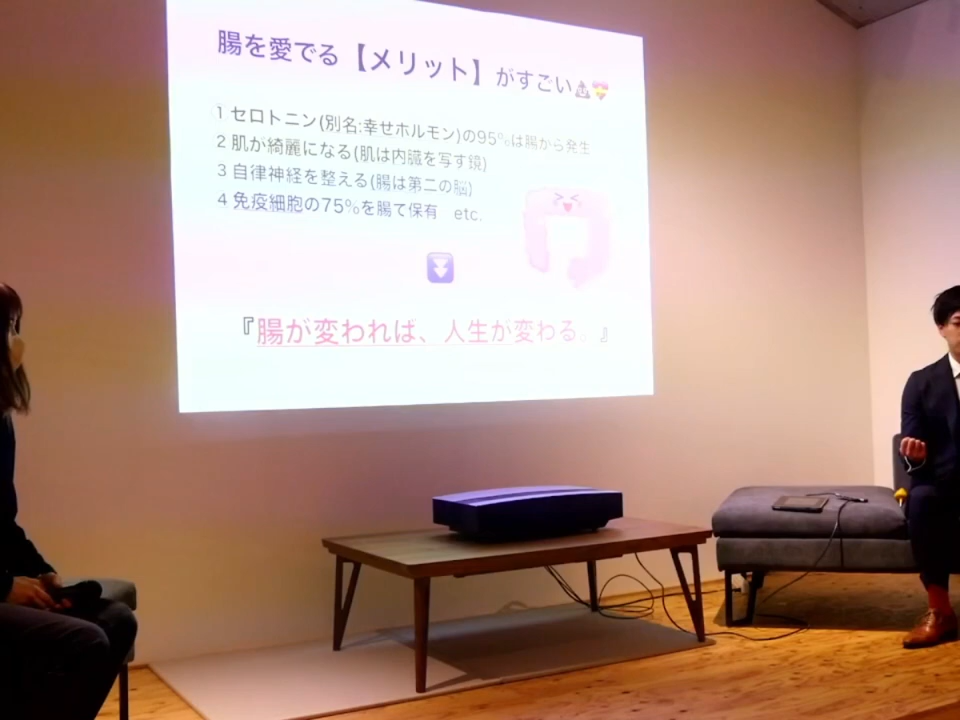 腸を愛でる【メリット】がすごい💩💝
1 セロトニン(別名:幸せホルモン)の95%は腸から発生
2 肌が綺麗になる(肌は内臓を写す鏡)
3 自律神経を整える(腸は第二の脳)
4 免疫細胞の75%を腸て保有 etc.
『腸が変われば、人生が変わる。』